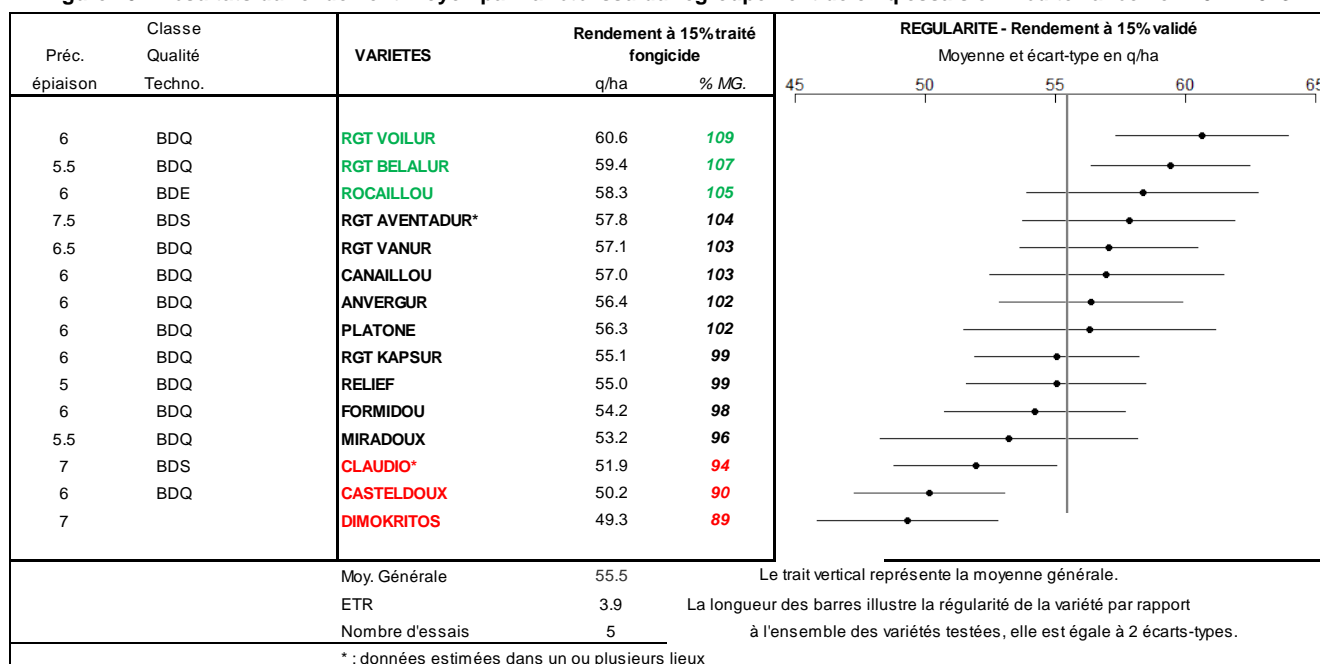 Classe
Préc. Qualité VARIETES
épiaison Techno.
Rendement à 15% traité
fongicide
q/ha % MG.
REGULARITE - Rendement à 15% validé
Moyenne et écart-type en q/ha
45 50 55 60 65
6 BDQ RGT VOILUR 60.6 109
5.5 BDQ RGT BELALUR 59.4 107
6 BDE ROCAILLOU 58.3 105
7.5 BDS RGT AVENTADUR* 57.8 104
6.5 BDQ RGT VANUR 57.1 103
6 BDQ CANAILLOU 57.0 103
6 BDQ ANVERGUR 56.4 102
6 BDQ PLATONE 56.3 102
6 BDQ RGT KAPSUR 55.1 99
5 BDQ RELIEF 55.0 99
6 BDQ FORMIDOU 54.2 98
5.5 BDQ MIRADOUX 53.2 96
7 BDS CLAUDIO* 51.9 94
6 BDQ CASTELDOUX 50.2 90
7 DIMOKRITOS 49.3 89
Moy. Générale 55.5
ETR 3.9
Nombre d'essais 5
* : données estimées dans un ou plusieurs lieux
Le trait vertical représente la moyenne générale.
La longueur des barres illustre la régularité de la variété par rapport
à l'ensemble des variétés testées, elle est égale à 2 écarts-types.